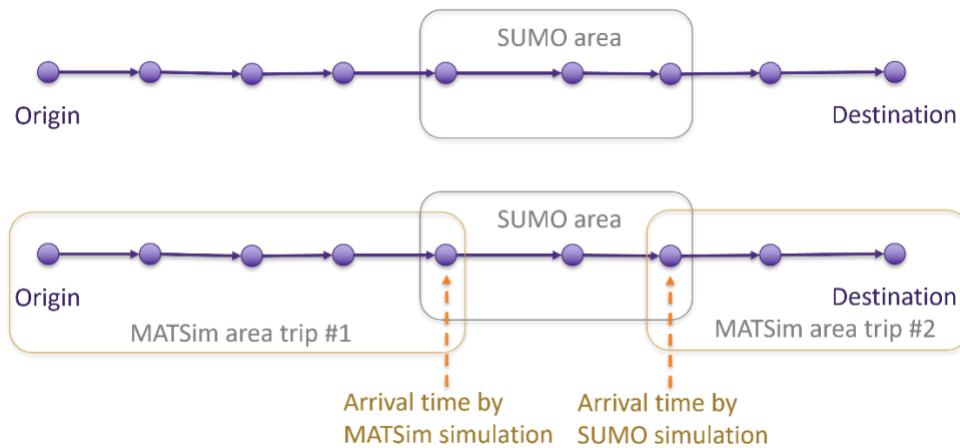 SUMO area
Origin
Destination
SUMO area
Origin
Destination
MATSim area trip #1
MATSim area trip #2
Arrival time by
MATSim simulation
Arrival time by
SUMO simulation